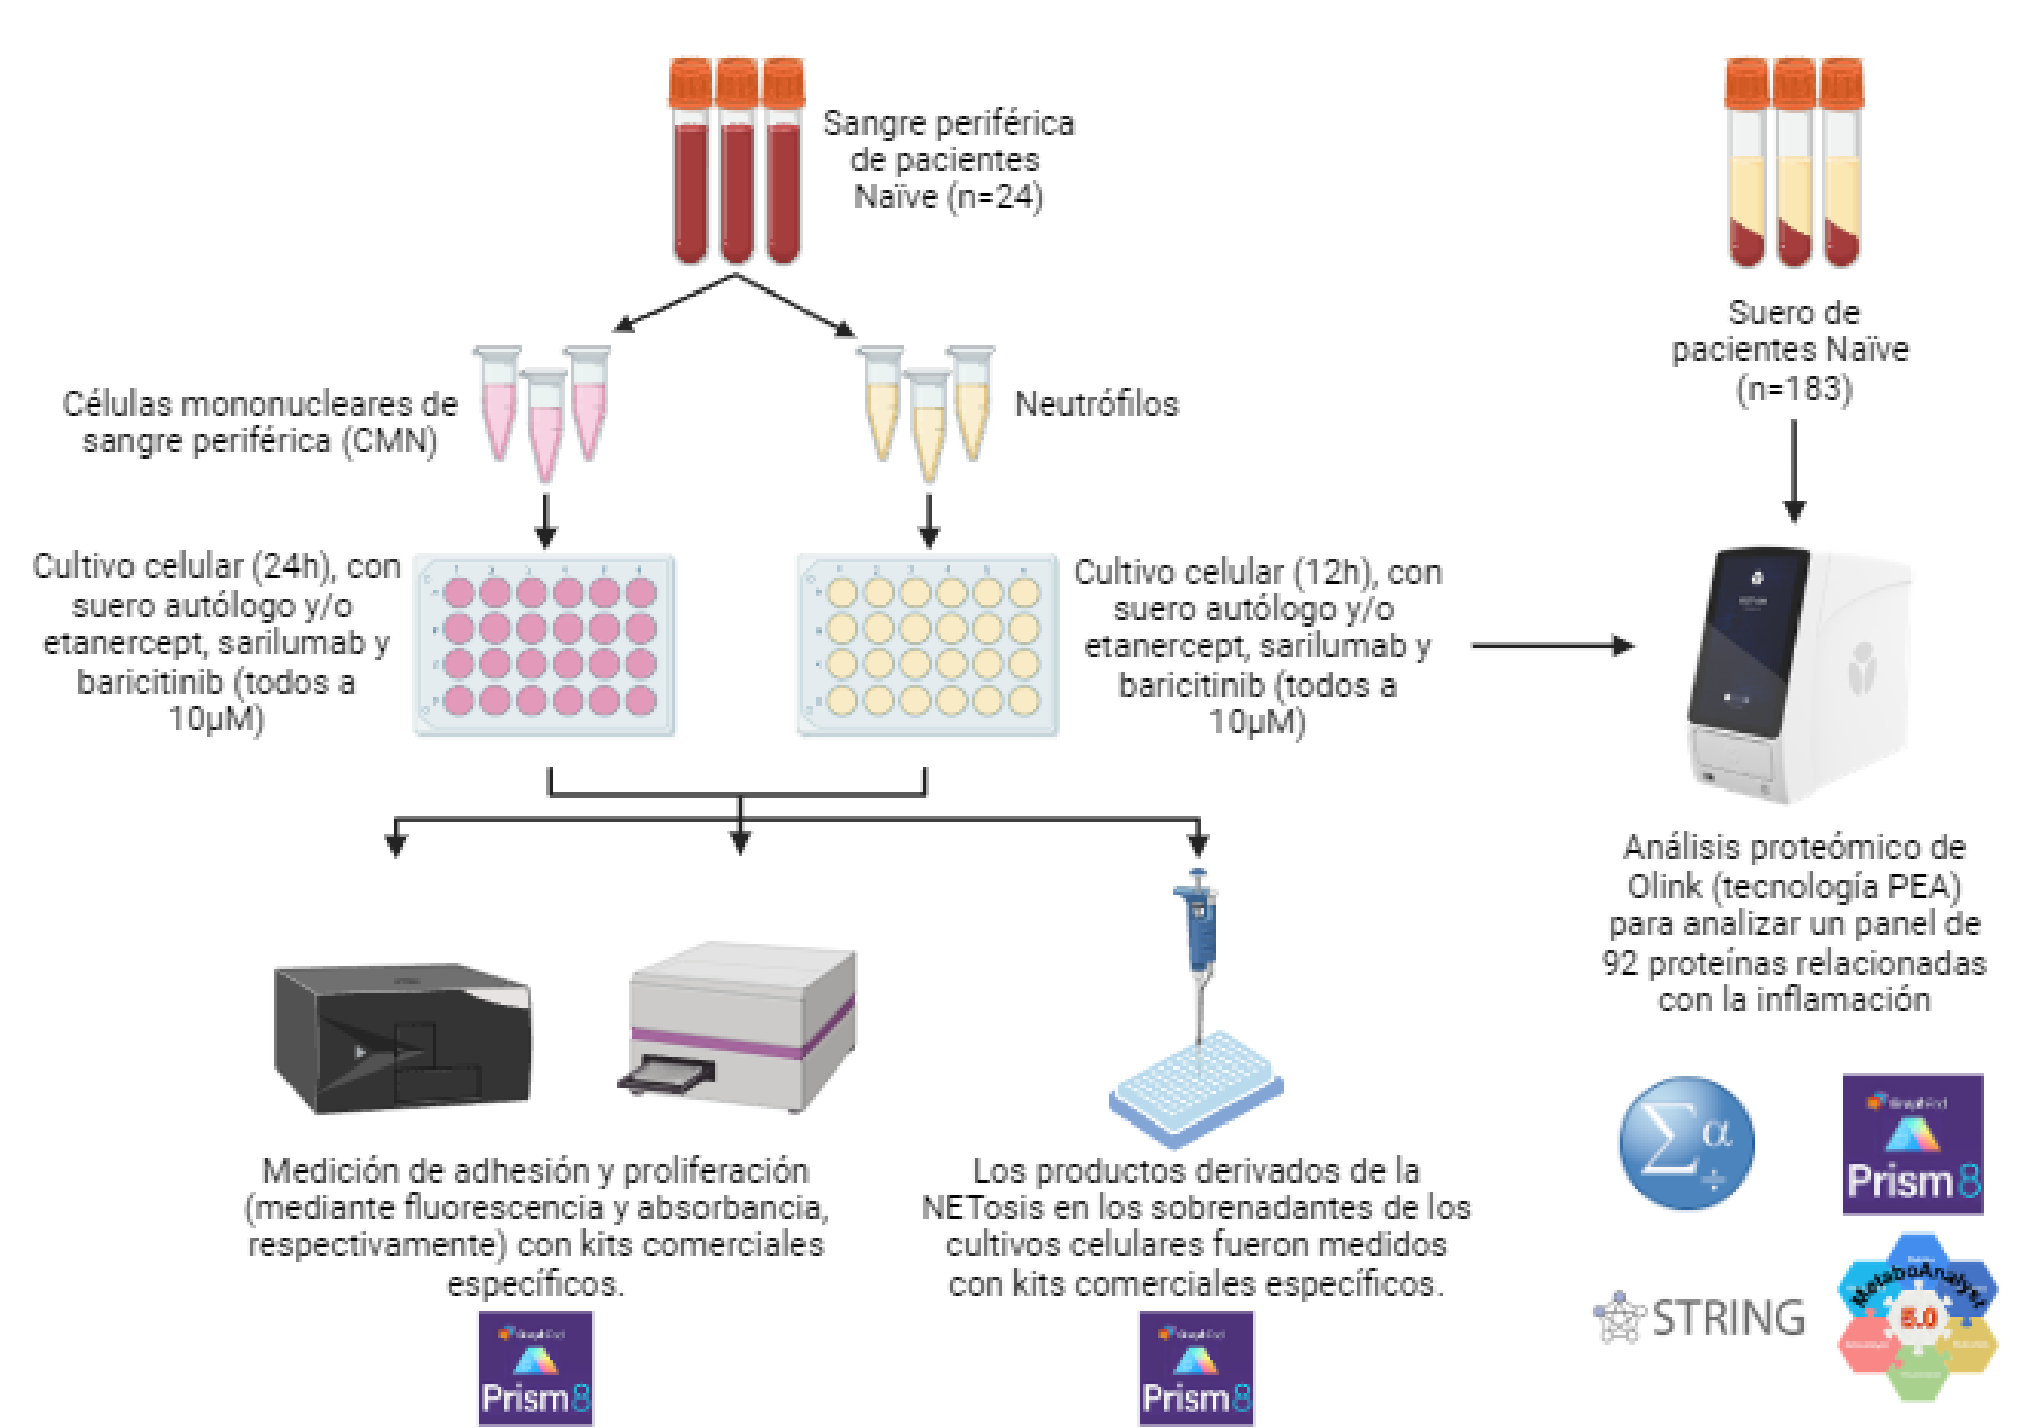 Sangre periférica
de pacientes
Naïve (n=24)
Suero de
pacientes Naïve
(n=183)
Células mononucleares de
sangre periférica (CMN)
Neutrófilos
Cultivo celular (24h), con
suero autólogo y/o
etanercept, sarilumab y
baricitinib (todos a
10μM)
Cultivo celular (12h), con
suero autólogo y/o
etanercept, sarilumab y
baricitinib (todos a
10μM)
Análisis proteómico de
Olink (tecnología PEA)
para analizar un panel de
92 proteínas relacionadas
con la inflamación
Medición de adhesión y proliferación
(mediante fluorescencia y absorbancia,
respectivamente) con kits comerciales
específicos.
Los productos derivados de la
NETosis en los sobrenadantes de los
cultivos celulares fueron medidos
con kits comerciales específicos.
Σ α ÷
GraphPad
Prism 8
STRING
MetaboAnalyst
5.0
GraphPad
Prism 8
GraphPad
Prism 8